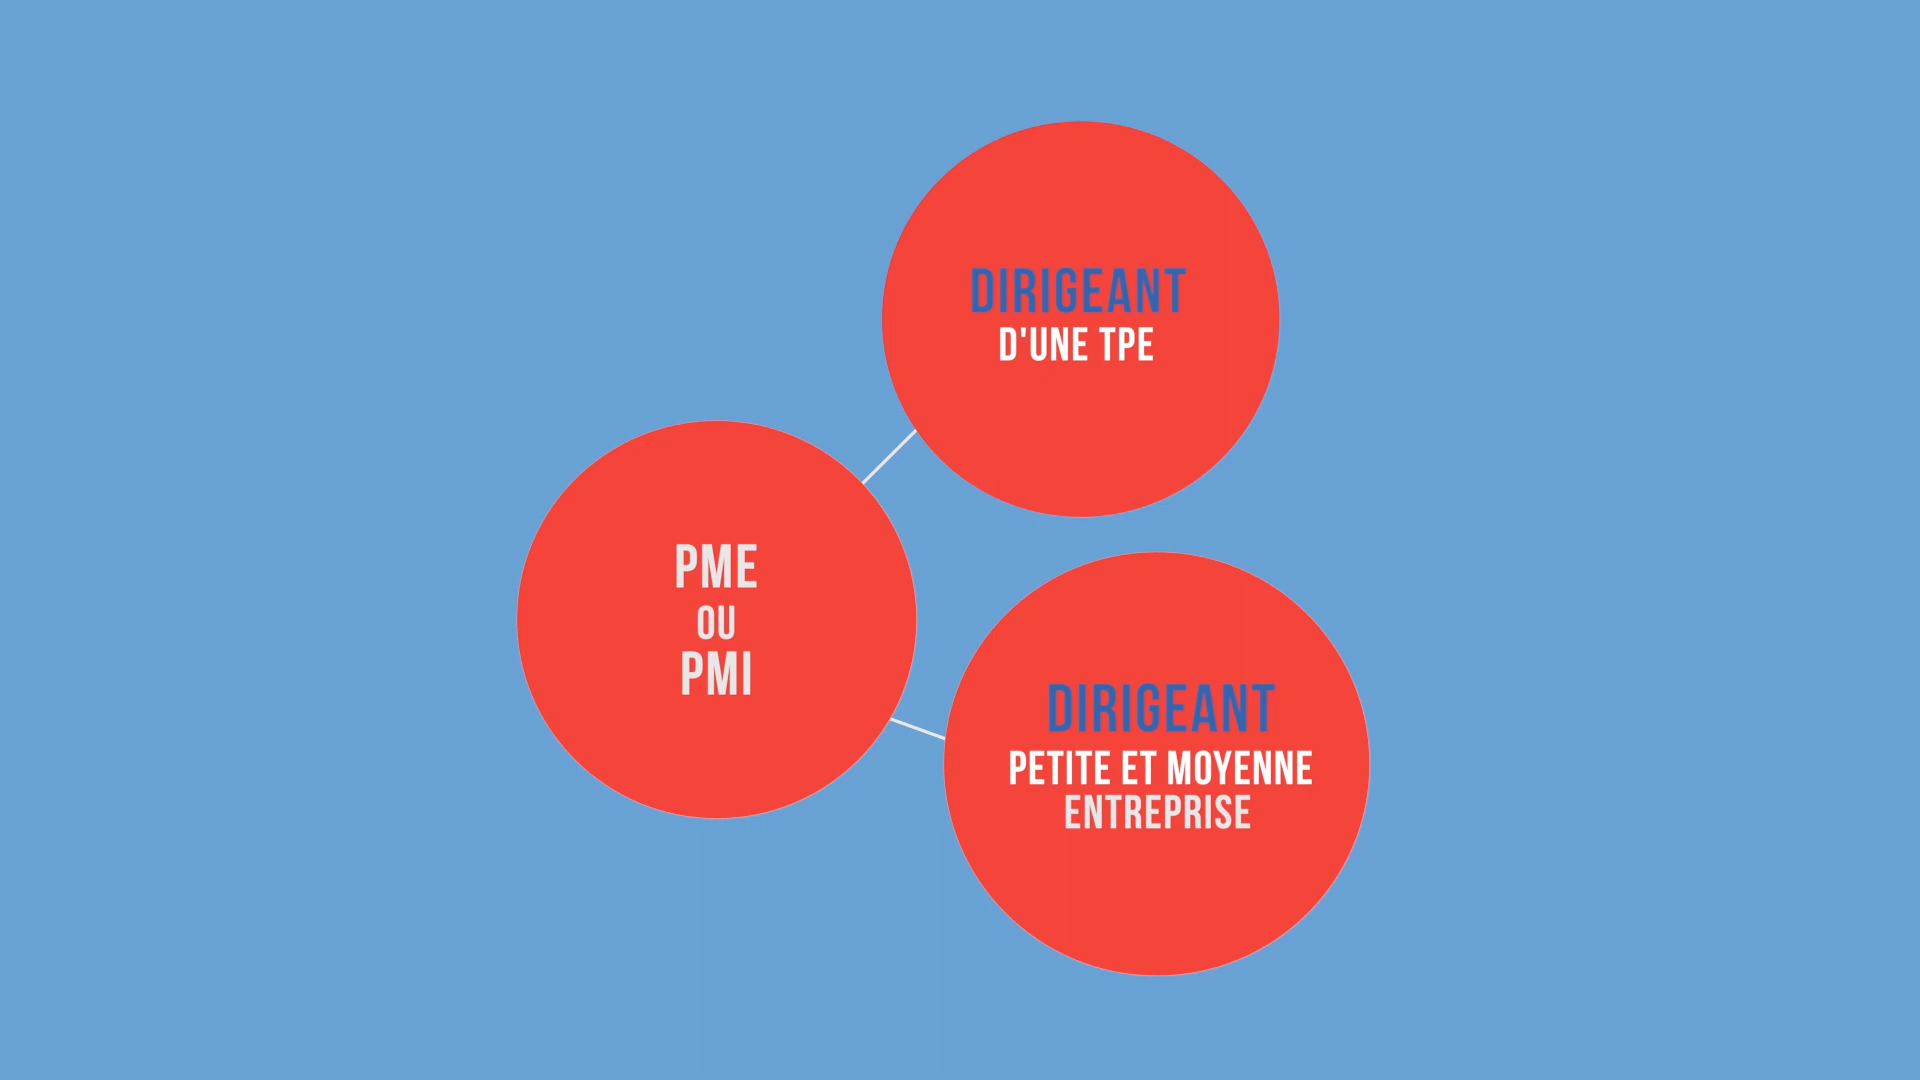 DIRIGEANT
D'UNE TPE
PME
OU
PMI
DIRIGEANT
PETITE ET MOYENNE
ENTREPRISE